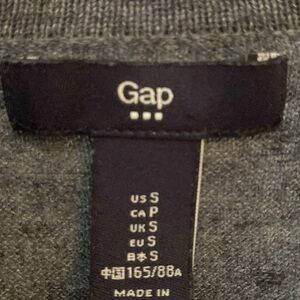 Gap
US S
CA P
UK S
EU S
日本 S
中国 165/88A
MADE IN